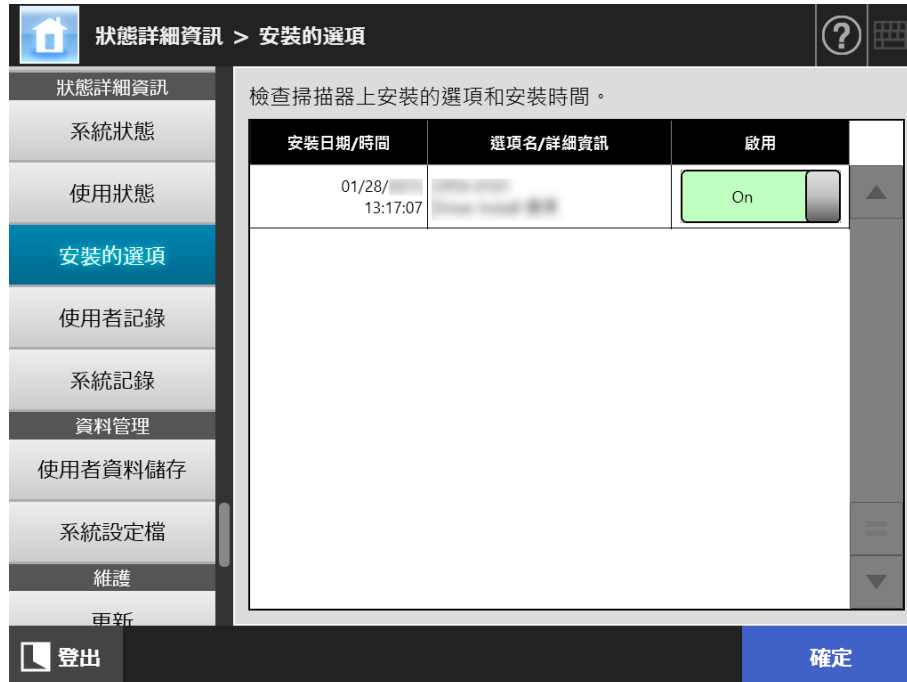 狀態詳細資訊 > 安裝的選項
狀態詳細資訊
系統狀態
使用狀態
安裝的選項
使用者記錄
系統記錄
資料管理
使用者資料儲存
系統設定檔
維護
更新
檢查掃描器上安裝的選項和安裝時間。
安裝日期/時間 選項名/詳細資訊 啟用
01/28/
13:17:07
On
登出
確定